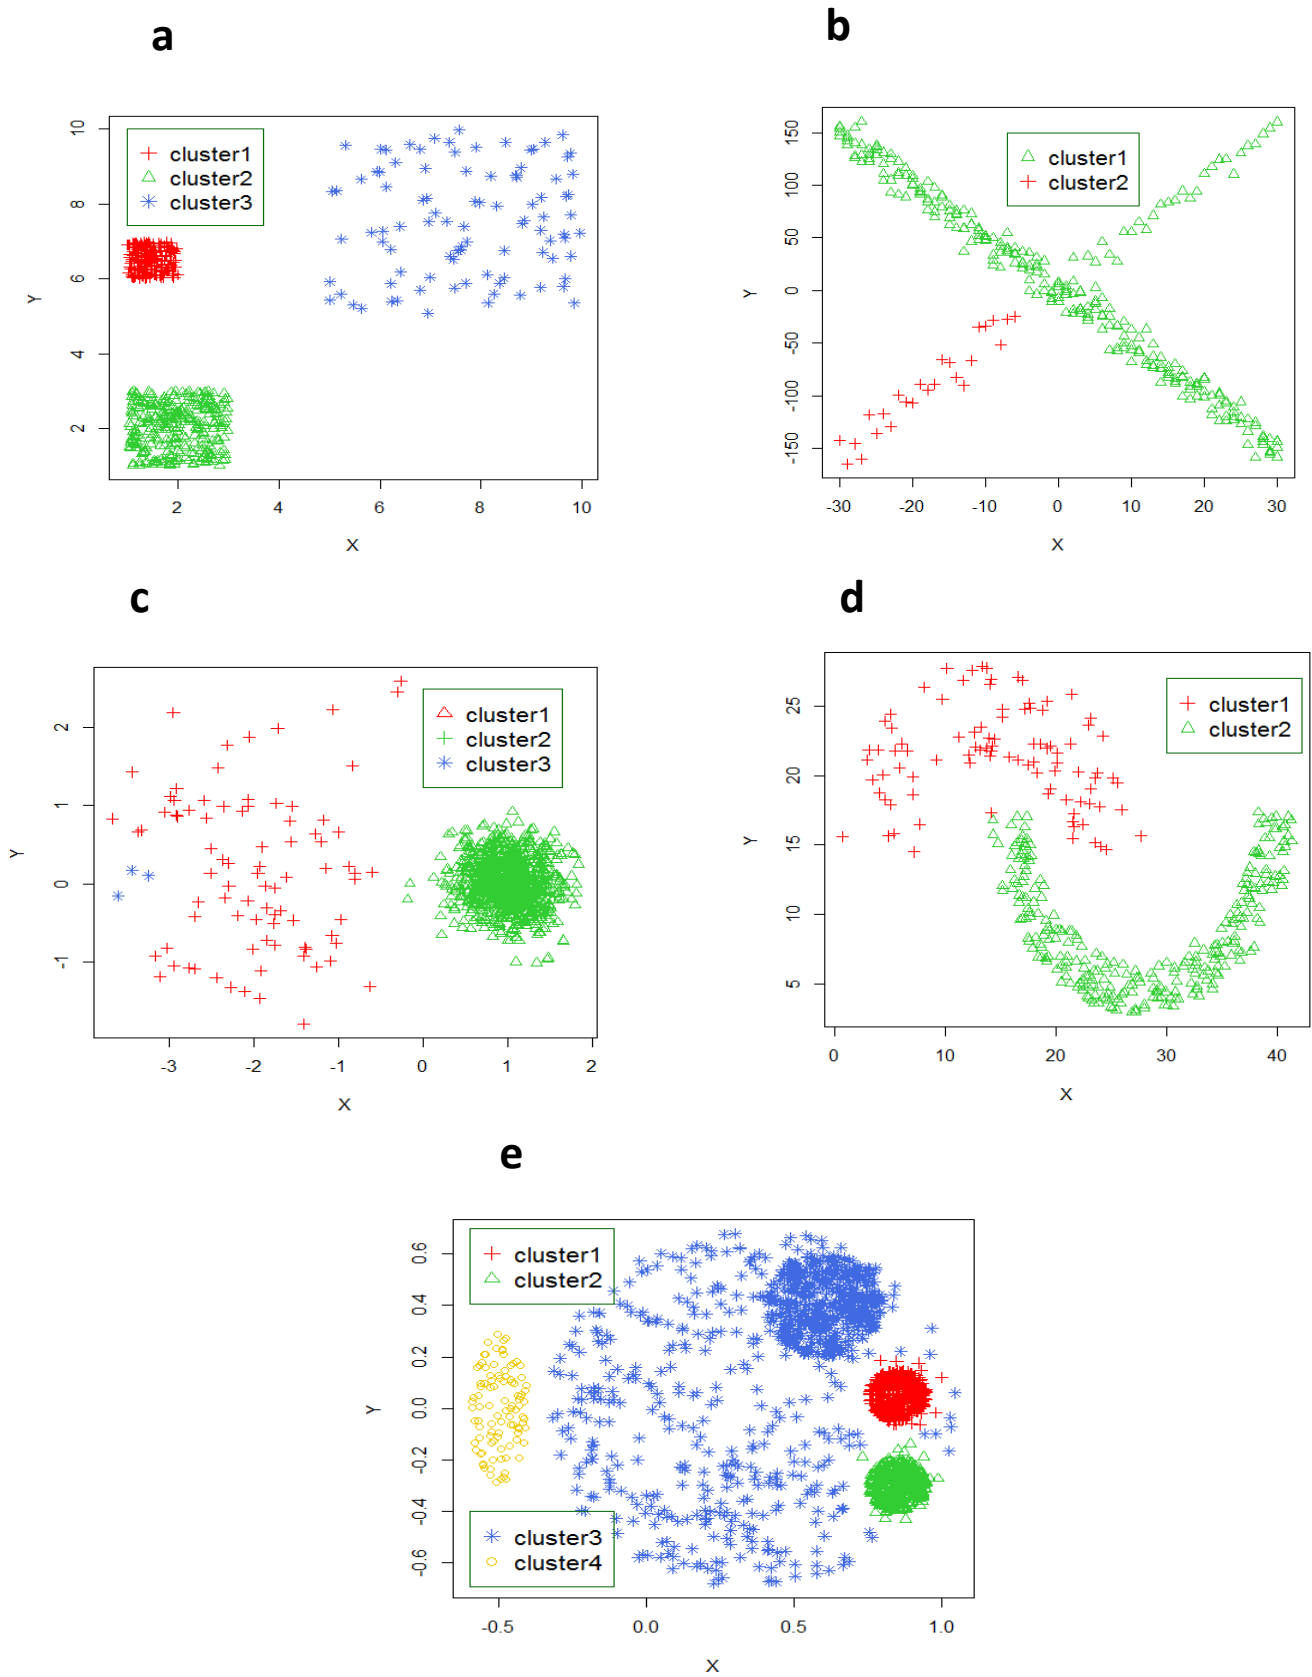 a
cluster1
cluster2
cluster3
10
8
6
4
2
Y
2
4
6
8
10
X
b
cluster1
cluster2
150
100
50
0
-50
-100
-150
Y
-30
-20
-10
0
10
20
30
X
c
cluster1
cluster2
cluster3
2
1
0
-1
Y
-3
-2
-1
0
1
2
X
d
cluster1
cluster2
25
20
15
10
5
Y
0
10
20
30
40
X
e
cluster1
cluster2
0.6
0.4
0.2
0.0
-0.2
-0.4
-0.6
Y
cluster3
cluster4
-0.5
0.0
0.5
1.0
X